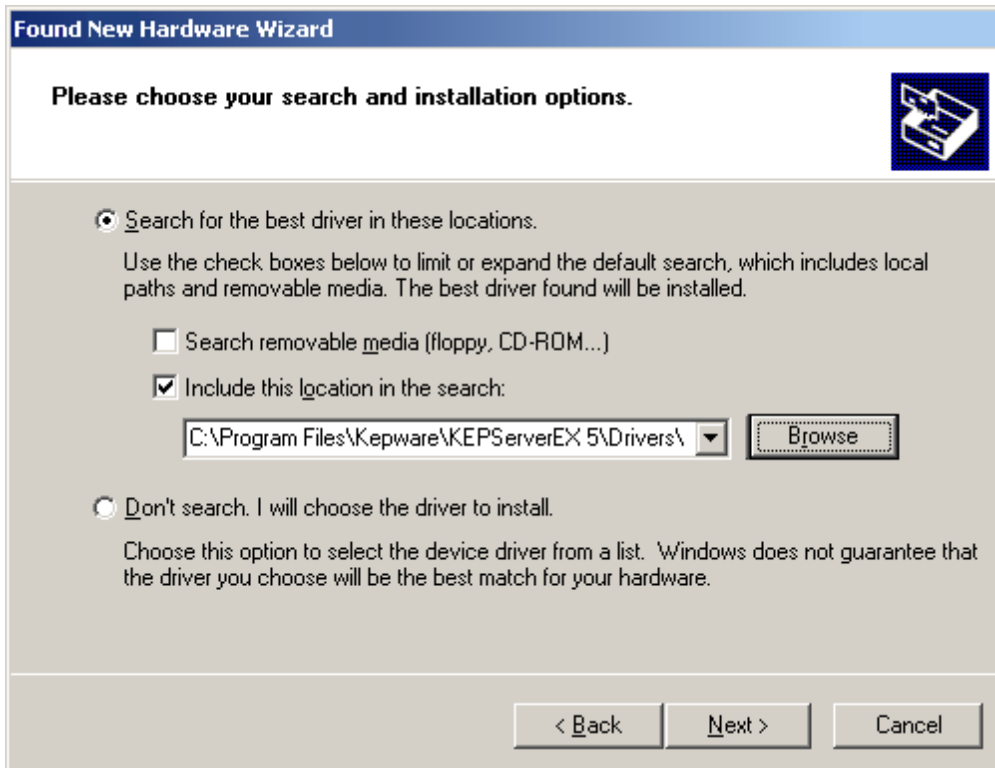 Found New Hardware Wizard
Please choose your search and installation options.
Search for the best driver in these locations.
Use the check boxes below to limit or expand the default search, which includes local
paths and removable media. The best driver found will be installed.
Search removable media (floppy, CD-ROM...)
Include this location in the search:
C:\Program Files\Kepware\KEPServerEX 5\Drivers\
Browse
Don't search. I will choose the driver to install.
Choose this option to select the device driver from a list. Windows does not guarantee that
the driver you choose will be the best match for your hardware.
< Back
Next >
Cancel